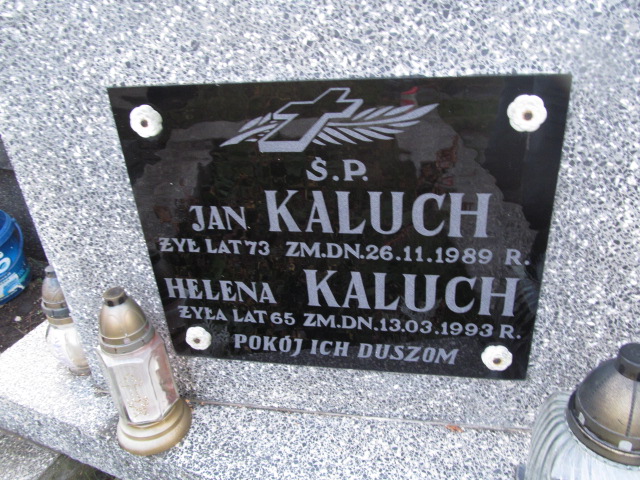 Ś.P.
JAN KALUCH
ŻYŁ LAT 73 ZM.DN.26.11.1989 R.
HELENA KALUCH
ŻYŁA LAT 65 ZM.DN.13.03.1993 R.
POKÓJ ICH DUSZOM